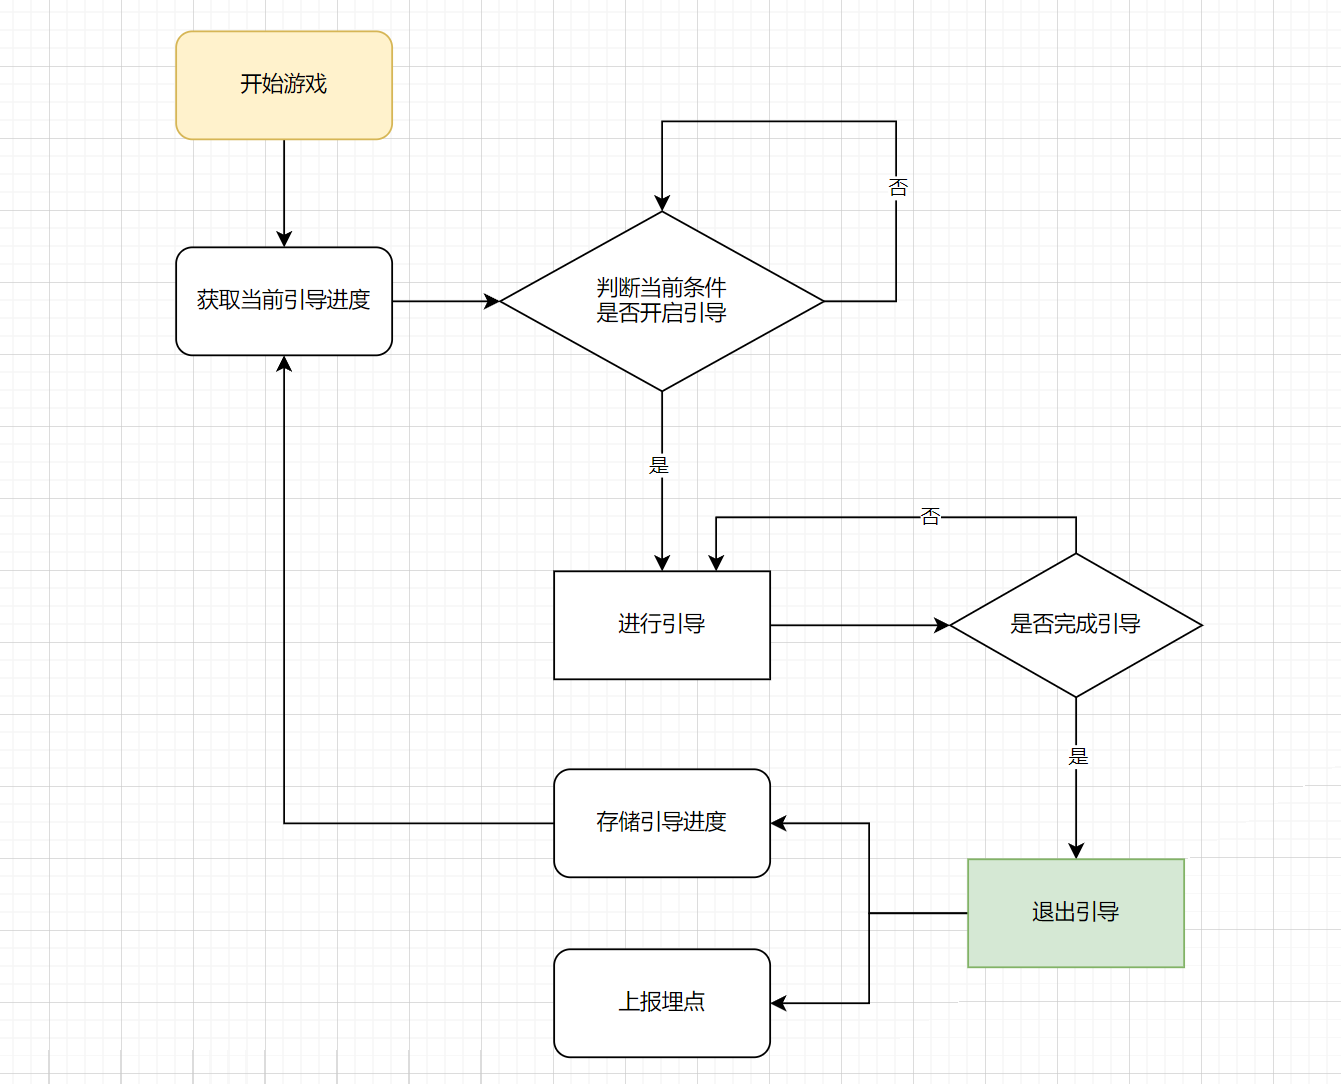 开始游戏
否
获取当前引导进度
判断当前条件
是否开启引导
是
否
进行引导
是否完成引导
是
存储引导进度
退出引导
上报埋点